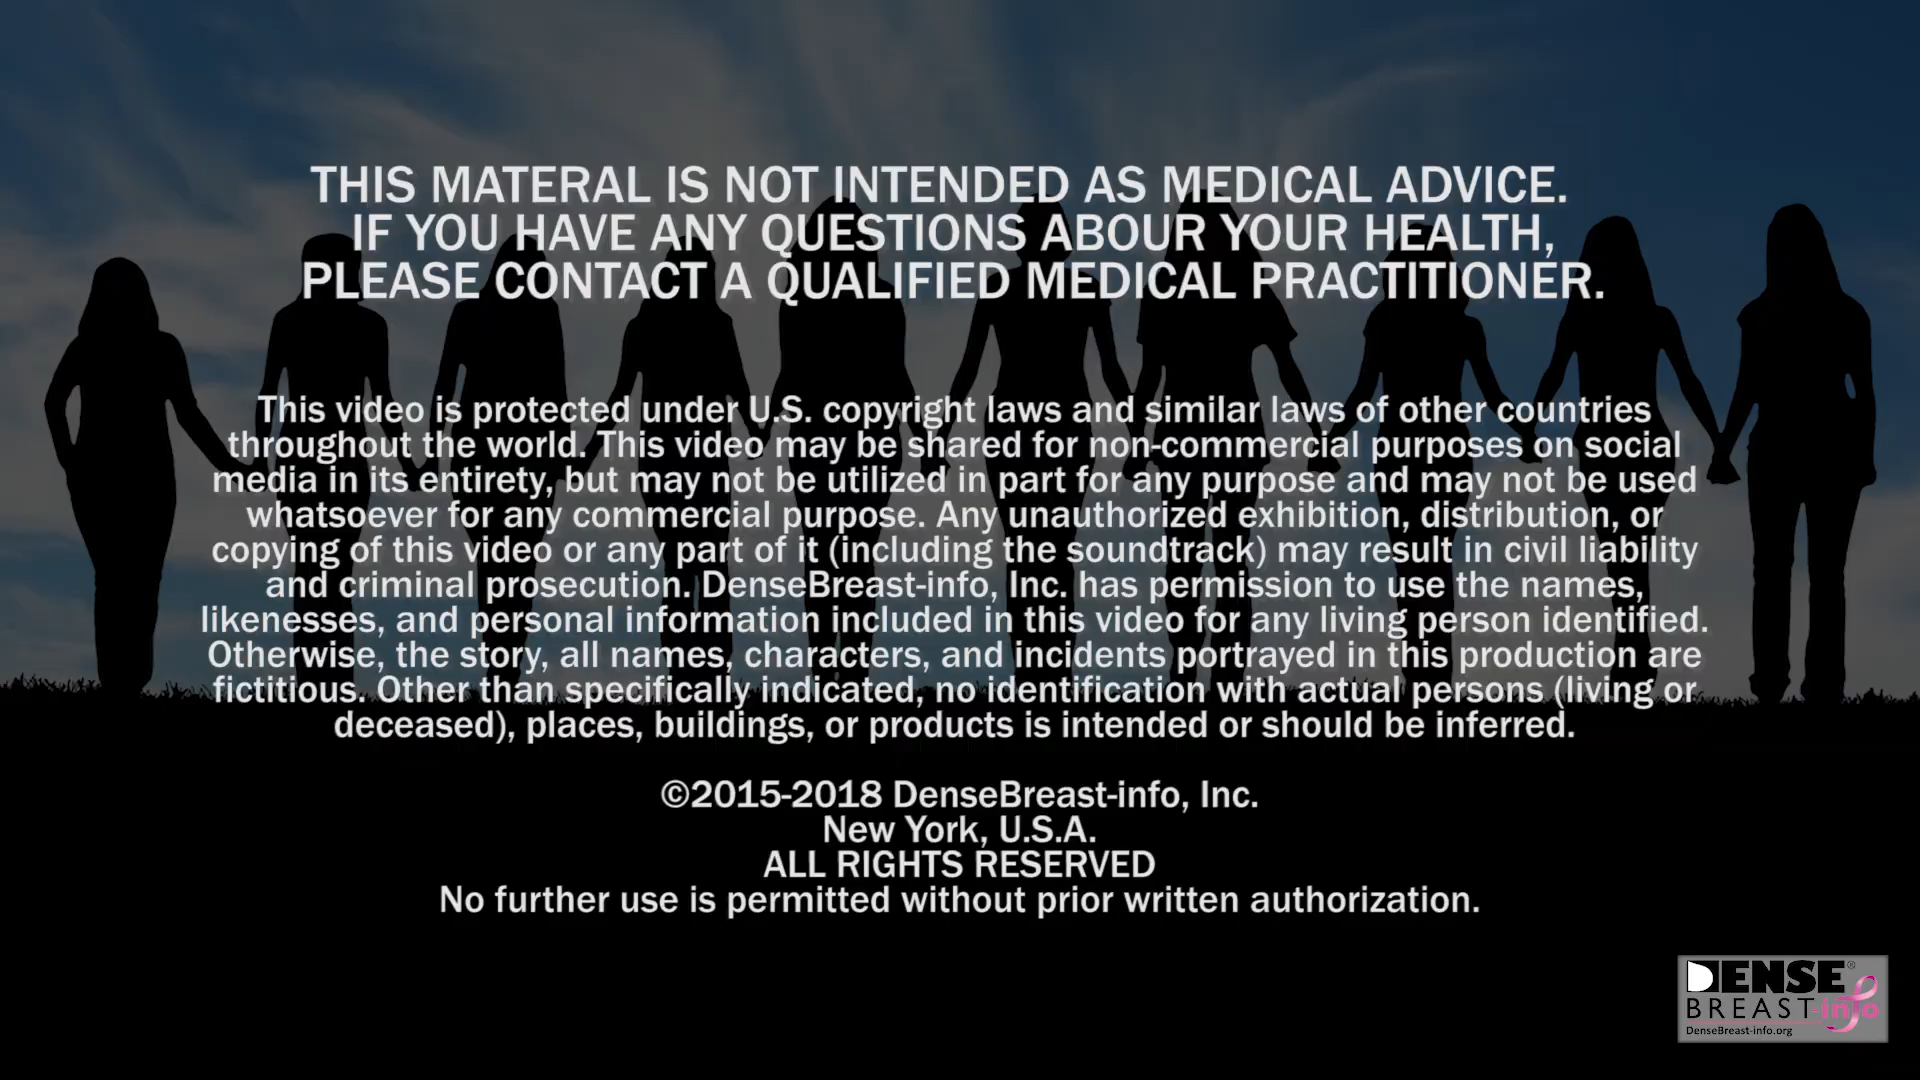 THIS MATERAL IS NOT INTENDED AS MEDICAL ADVICE.
IF YOU HAVE ANY QUESTIONS ABOUR YOUR HEALTH,
PLEASE CONTACT A QUALIFIED MEDICAL PRACTITIONER.
This video is protected under U.S. copyright laws and similar laws of other countries
throughout the world. This video may be shared for non-commercial purposes on social
media in its entirety, but may not be utilized in part for any purpose and may not be used
whatsoever for any commercial purpose. Any unauthorized exhibition, distribution, or
copying of this video or any part of it (including the soundtrack) may result in civil liability
and criminal prosecution. DenseBreast-info, Inc. has permission to use the names,
likenesses, and personal information included in this video for any living person identified.
Otherwise, the story, all names, characters, and incidents portrayed in this production are
fictitious. Other than specifically indicated, no identification with actual persons (living or
deceased), places, buildings, or products is intended or should be inferred.
©2015-2018 DenseBreast-info, Inc.
New York, U.S.A.
ALL RIGHTS RESERVED
No further use is permitted without prior written authorization.
DENSE®
BREAST-info
DenseBreast-info.org